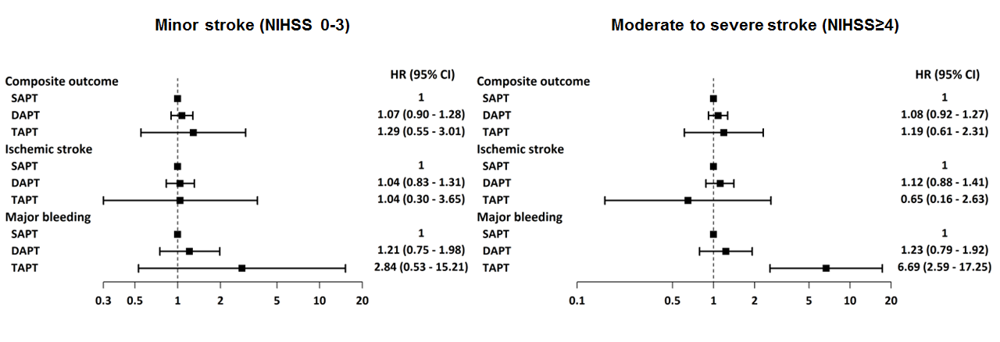 Minor stroke (NIHSS 0-3)
HR (95% CI)
Composite outcome
SAPT 1
DAPT 1.07 (0.90 - 1.28)
TAPT 1.29 (0.55 - 3.01)
Ischemic stroke
SAPT 1
DAPT 1.04 (0.83 - 1.31)
TAPT 1.04 (0.30 - 3.65)
Major bleeding
SAPT 1
DAPT 1.21 (0.75 - 1.98)
TAPT 2.84 (0.53 - 15.21)
0.3 0.5 1 2 5 10 20
Moderate to severe stroke (NIHSS≥4)
HR (95% CI)
Composite outcome
SAPT 1
DAPT 1.08 (0.92 - 1.27)
TAPT 1.19 (0.61 - 2.31)
Ischemic stroke
SAPT 1
DAPT 1.12 (0.88 - 1.41)
TAPT 0.65 (0.16 - 2.63)
Major bleeding
SAPT 1
DAPT 1.23 (0.79 - 1.92)
TAPT 6.69 (2.59 - 17.25)
0.1 0.5 1 2 5 10 20